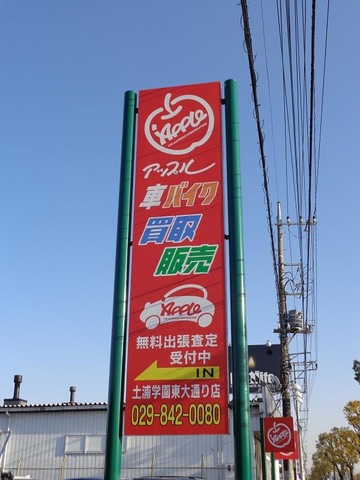 Apple
アップル
車バイク
買取
販売
Apple
無料出張査定
受付中
IN
土浦学園東大通り店
029-842-0080
Apple